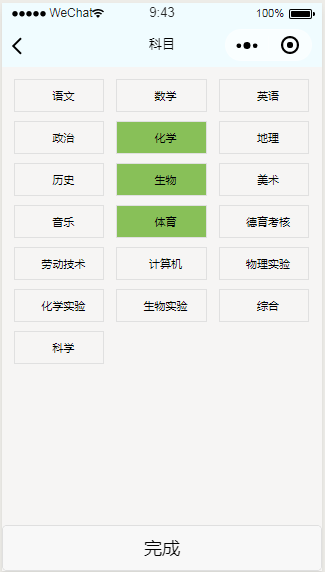 ●●●●● WeChat 9:43 100%
科目
语文 数学 英语
政治 化学 地理
历史 生物 美术
音乐 体育 德育考核
劳动技术 计算机 物理实验
化学实验 生物实验 综合
科学
完成